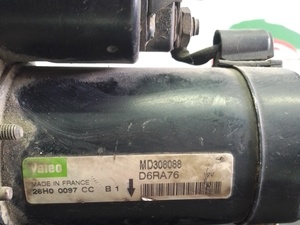 Valeo
MD308088
D6RA76
MADE IN FRANCE
26H0 0097 CC B 1